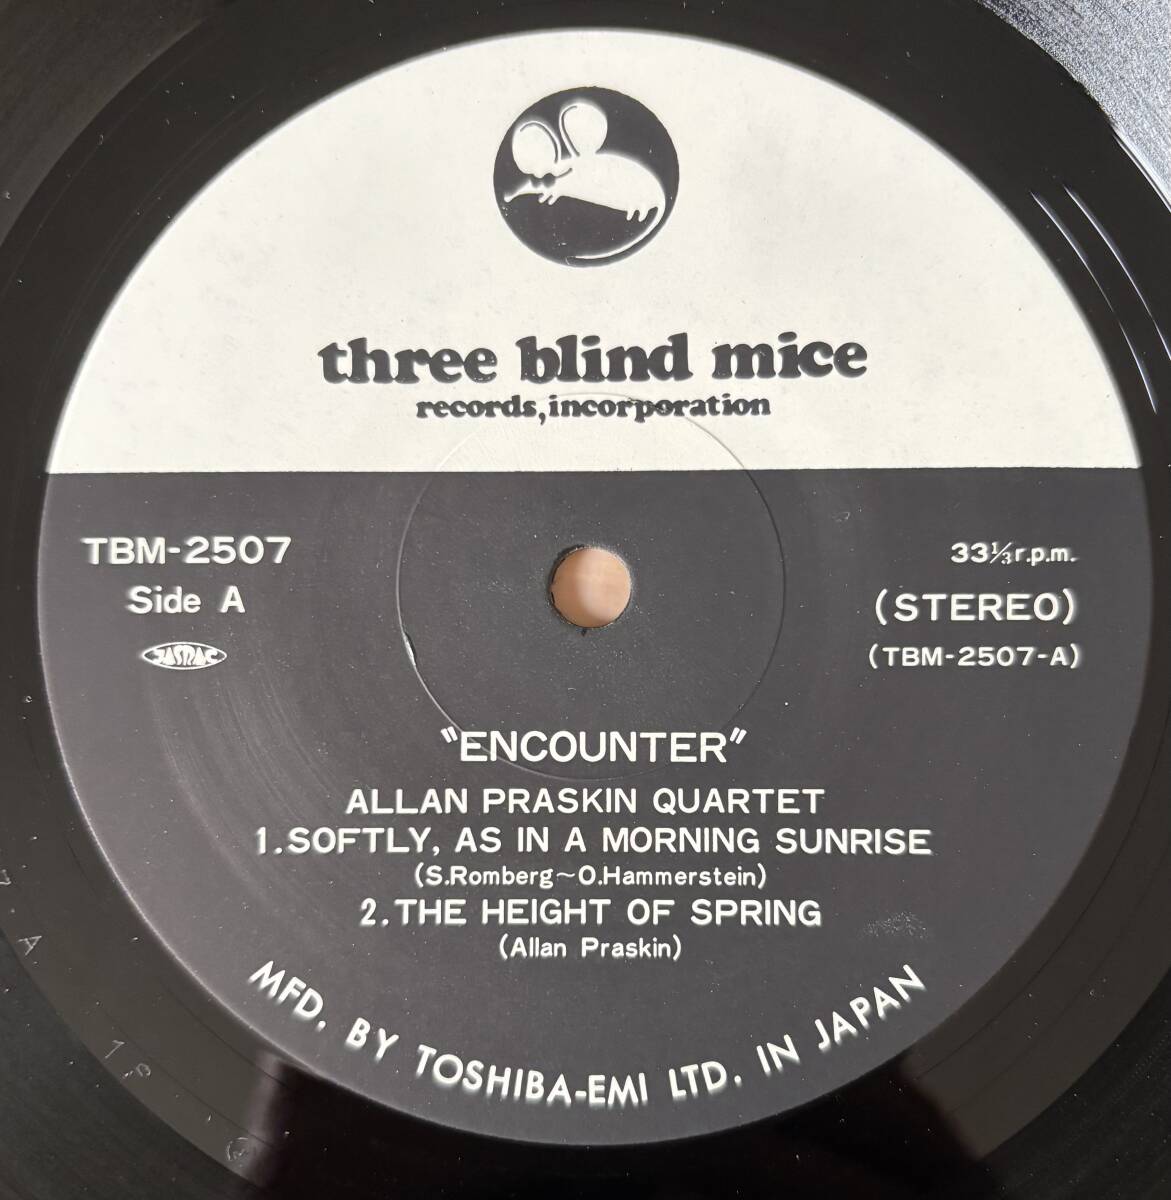 three blind mice
records, incorporation
TBM-2507
Side A
JASRAC
33⅓ r.p.m.
(STEREO)
(TBM-2507-A)
"ENCOUNTER"
ALLAN PRASKIN QUARTET
1.SOFTLY, AS IN A MORNING SUNRISE
(S.Romberg~O.Hammerstein)
2.THE HEIGHT OF SPRING
(Allan Praskin)
MFD. BY TOSHIBA-EMI LTD. IN JAPAN